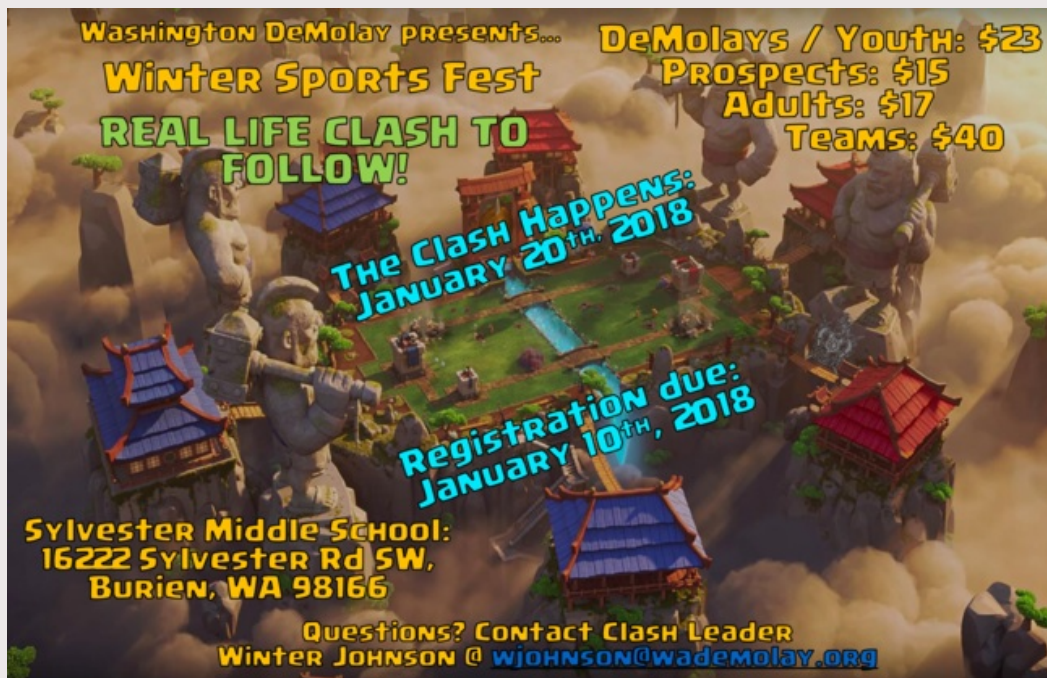 Washington DeMolay presents...
Winter Sports Fest
REAL LIFE CLASH TO
FOLLOW!
DeMolays / Youth: $23
Prospects: $15
Adults: $17
Teams: $40
The Clash Happens:
January 20th, 2018
Registration due:
January 10th, 2018
Sylvester Middle School:
16222 Sylvester Rd SW,
Burien, WA 98166
Questions? Contact Clash Leader
Winter Johnson @ wjohnson@wademolay.org